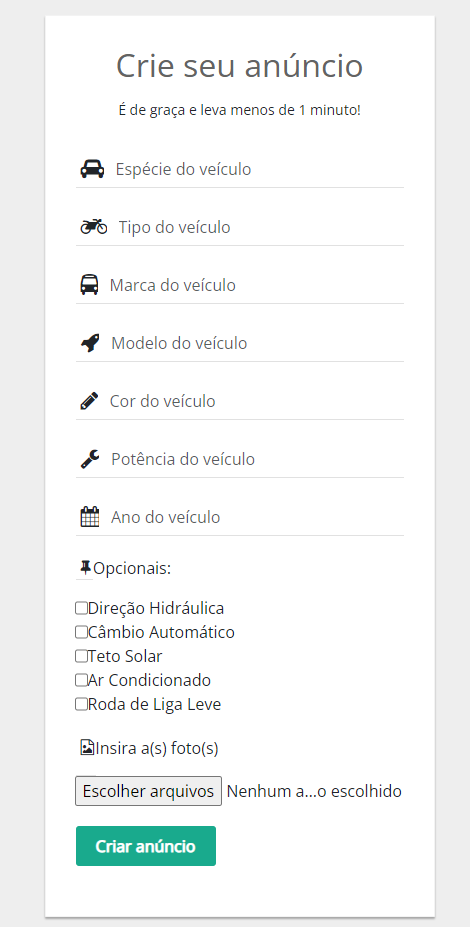 Crie seu anúncio
É de graça e leva menos de 1 minuto!
Espécie do veículo
Tipo do veículo
Marca do veículo
Modelo do veículo
Cor do veículo
Potência do veículo
Ano do veículo
Opcionais:
Direção Hidráulica
Câmbio Automático
Teto Solar
Ar Condicionado
Roda de Liga Leve
Insira a(s) foto(s)
Escolher arquivos Nenhum a...o escolhido
Criar anúncio